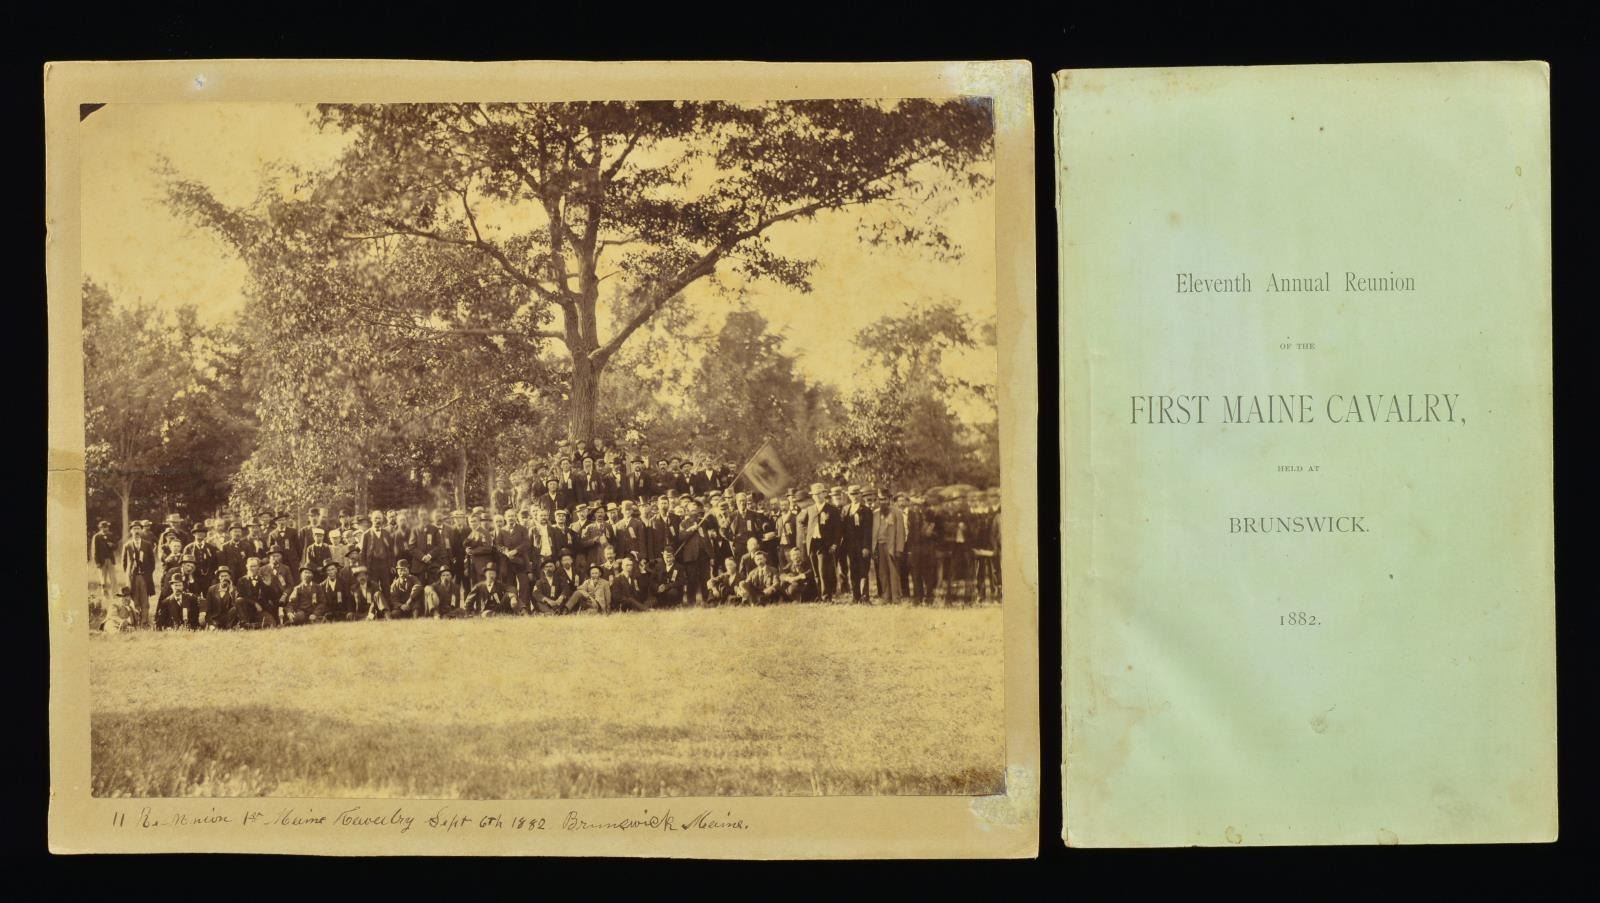 11 Re-Union 1st Maine Cavalry Sept 6th 1882 Brunswick Maine.
Eleventh Annual Reunion
OF THE
FIRST MAINE CAVALRY,
HELD AT
BRUNSWICK.
1882.